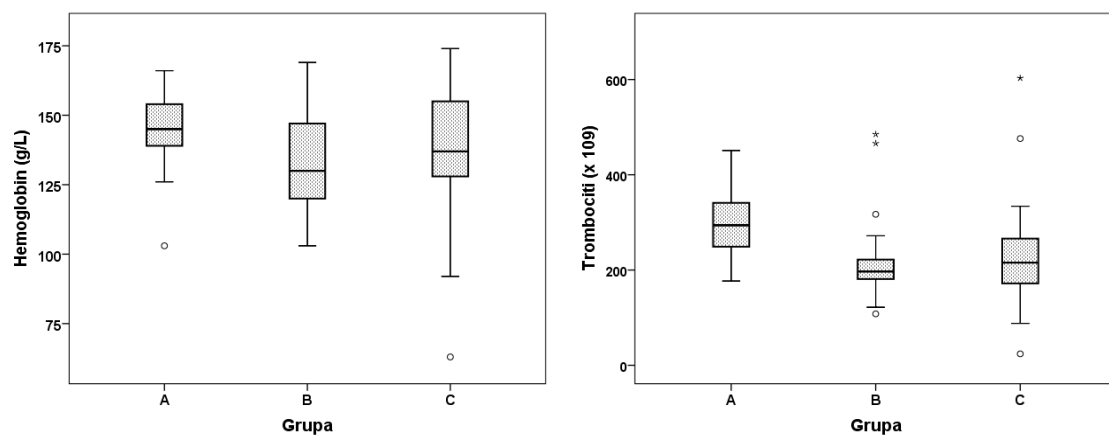 Hemoglobin (g/L)
175
150
125
100
75
A
B
C
Grupa
Trombociti (x 109)
600
400
200
0
A
B
C
Grupa